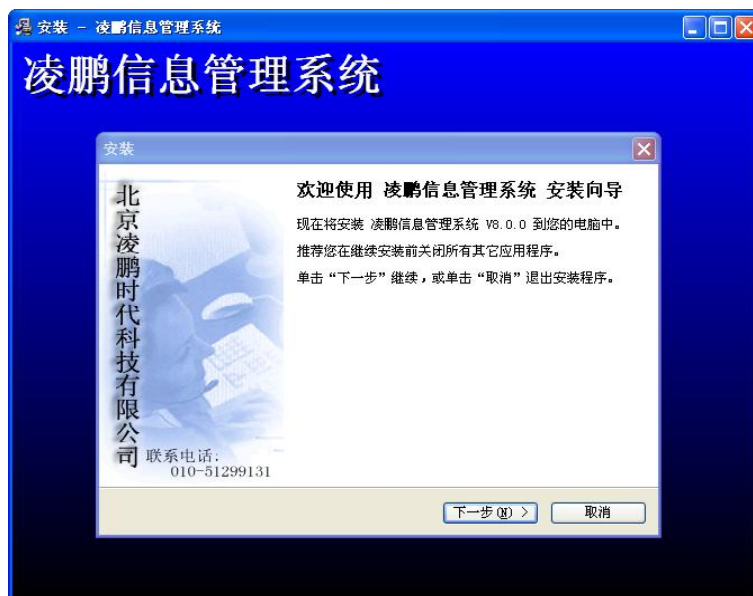 安装 - 凌鹏信息管理系统
凌鹏信息管理系统
安装
北京凌鹏时代科技有限公司
联系电话:
010-51299131
欢迎使用 凌鹏信息管理系统 安装向导
现在将安装 凌鹏信息管理系统 V8.0.0 到您的电脑中。
推荐您在继续安装前关闭所有其它应用程序。
单击“下一步”继续，或单击“取消”退出安装程序。
下一步(N) >
取消